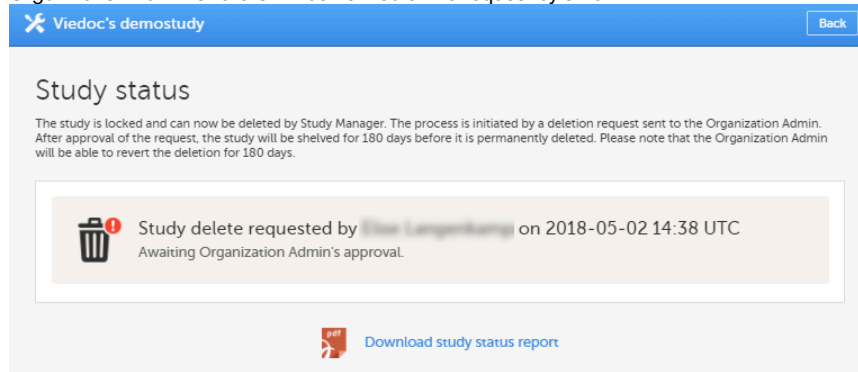 Viedoc's demostudy
Back
Study status
The study is locked and can now be deleted by Study Manager. The process is initiated by a deletion request sent to the Organization Admin.
After approval of the request, the study will be shelved for 180 days before it is permanently deleted. Please note that the Organization Admin
will be able to revert the deletion for 180 days.
Study delete requested by on 2018-05-02 14:38 UTC
Awaiting Organization Admin's approval.
pdf
Download study status report